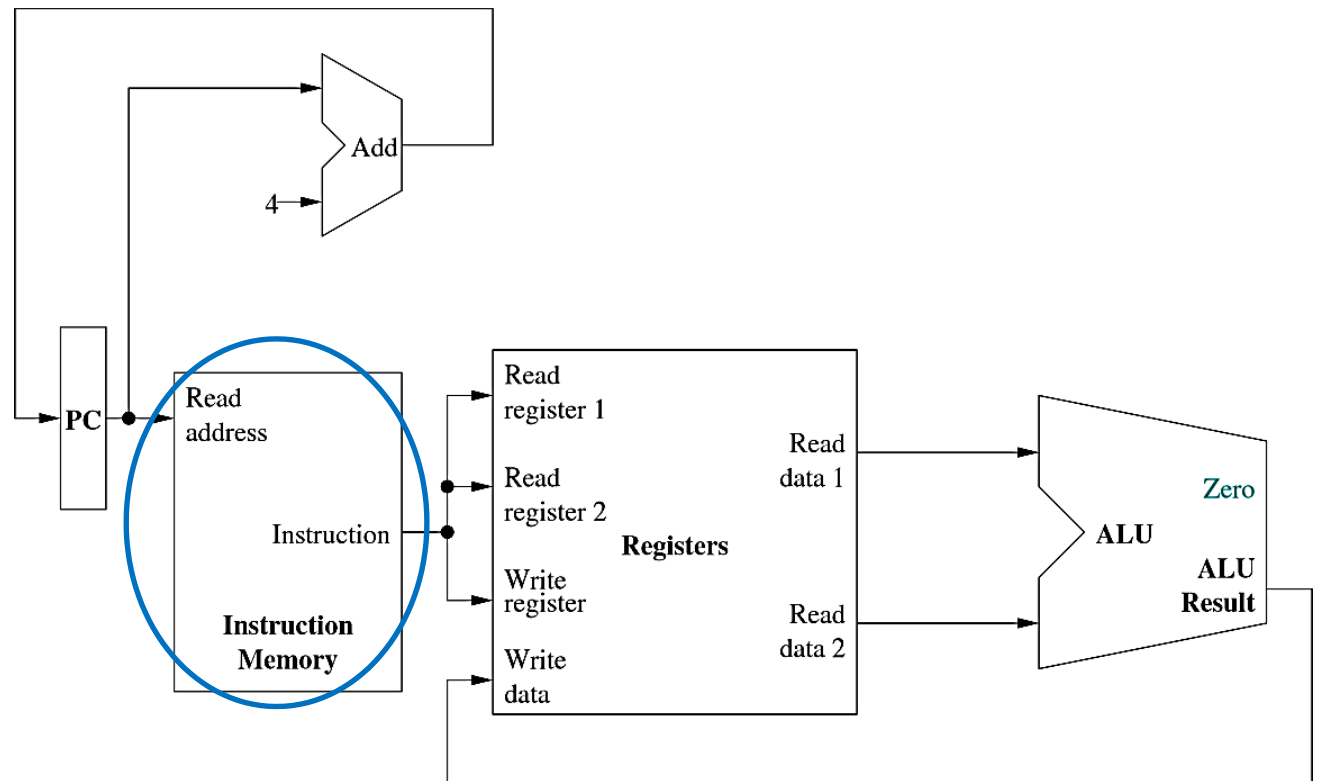 Add
4
PC
Read
address
Instruction
Instruction
Memory
Read
register 1
Read
register 2
Write
register
Write
data
Registers
Read
data 1
Read
data 2
Zero
ALU
ALU
Result